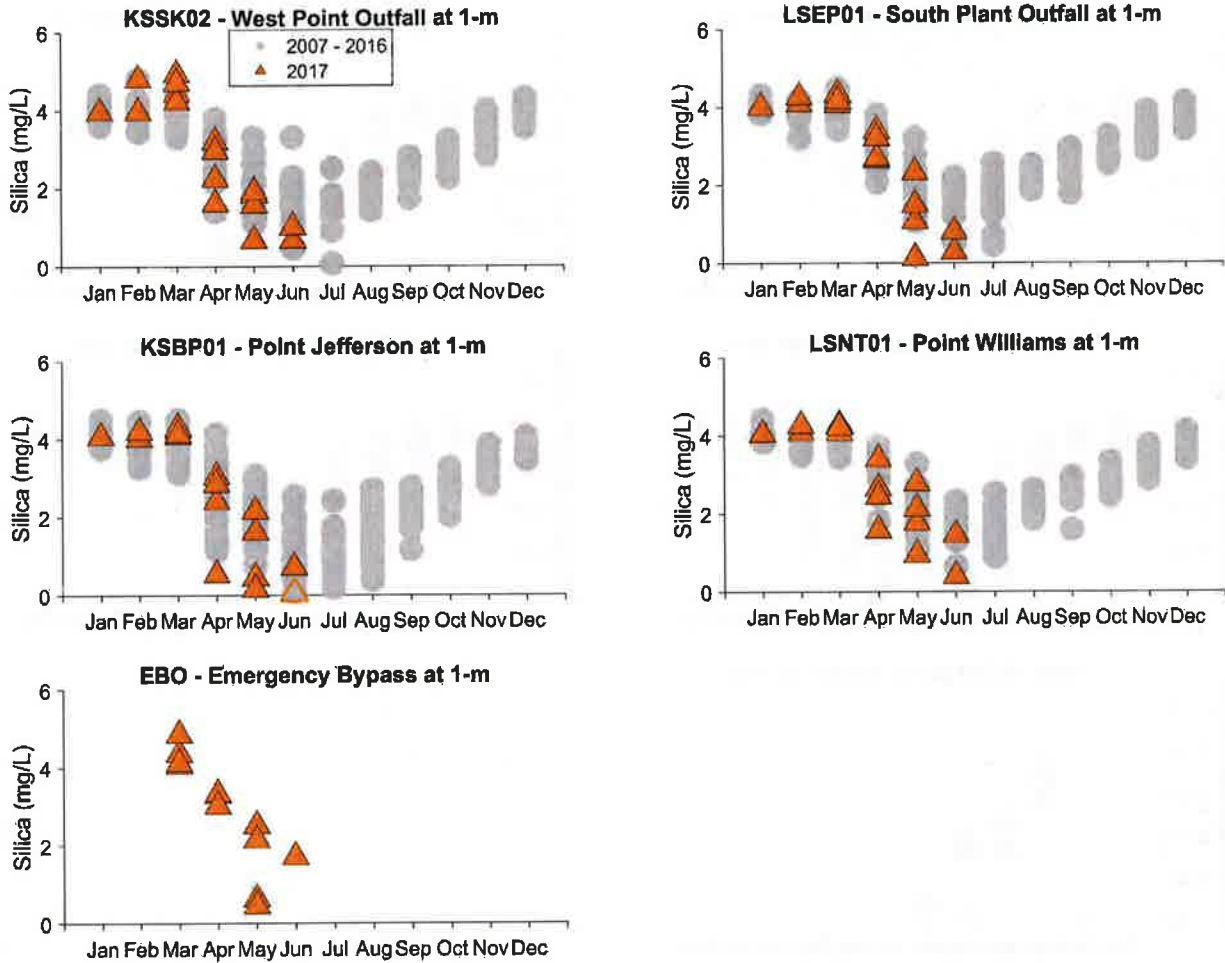 KSSK02 - West Point Outfall at 1-m
2007 - 2016
2017
6
4
2
0
Silica (mg/L)
Jan Feb Mar Apr May Jun Jul Aug Sep Oct Nov Dec
LSEP01 - South Plant Outfall at 1-m
6
4
2
0
Silica (mg/L)
Jan Feb Mar Apr May Jun Jul Aug Sep Oct Nov Dec
KSBP01 - Point Jefferson at 1-m
6
4
2
0
Silica (mg/L)
Jan Feb Mar Apr May Jun Jul Aug Sep Oct Nov Dec
LSNT01 - Point Williams at 1-m
6
4
2
0
Silica (mg/L)
Jan Feb Mar Apr May Jun Jul Aug Sep Oct Nov Dec
EBO - Emergency Bypass at 1-m
6
4
2
0
Silica (mg/L)
Jan Feb Mar Apr May Jun Jul Aug Sep Oct Nov Dec